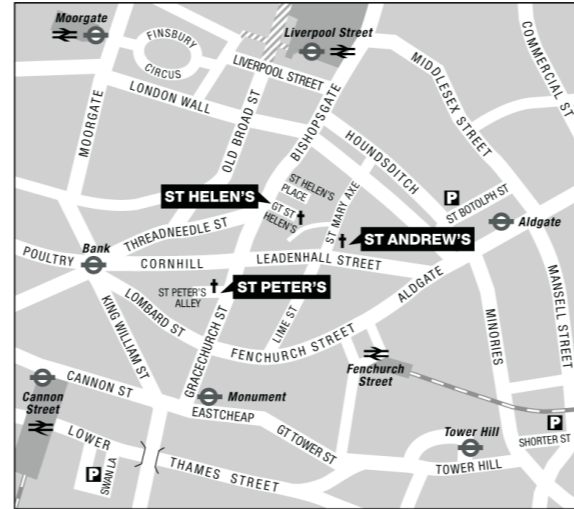 Moorgate
FINSBURY
CIRCUS
Liverpool Street
LIVERPOOL STREET
MIDDLESEX STREET
COMMERCIAL ST
LONDON WALL
MOORGATE
OLD BROAD ST
BISHOPSGATE
HOUNDSDITCH
ST HELEN'S
ST HELEN'S
PLACE
GT ST
HELEN'S
ST MARY AXE
P
ST BOTOLPH ST
Aldgate
THREADNEEDLE ST
ST ANDREW'S
POULTRY
Bank
CORNHILL
LEADENHALL STREET
ALDGATE
MANSELL STREET
ST PETER'S
ALLEY
ST PETER'S
KING WILLIAM ST
LOMBARD ST
GRACECHURCH ST
LIME ST
FENCHURCH STREET
MINORIES
Fenchurch
Street
CANNON ST
Cannon
Street
Monument
EASTCHEAP
GT TOWER ST
Tower Hill
P
SHORTER ST
LOWER
THAMES STREET
TOWER HILL
P
SWAN LA